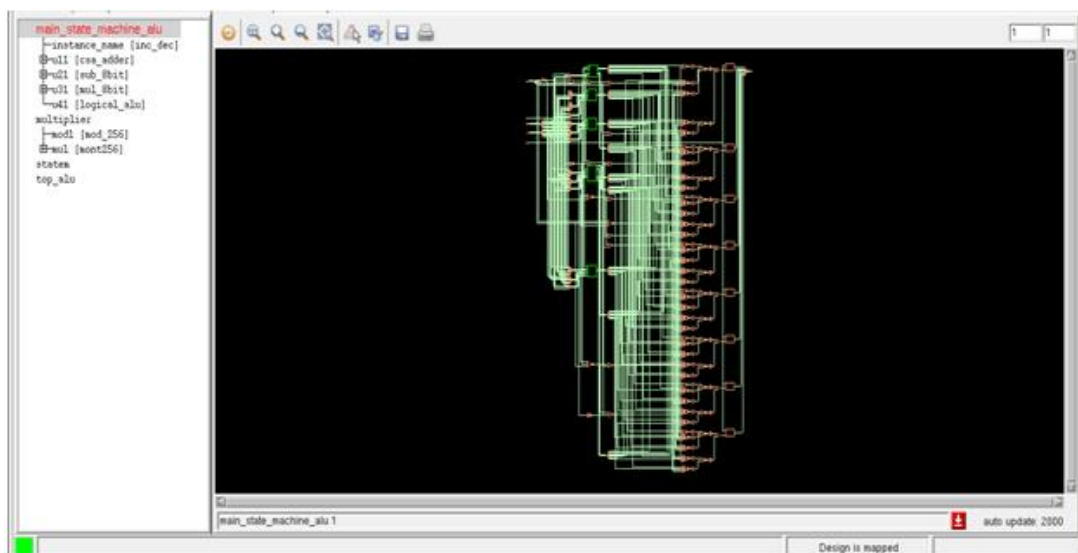 main_state_machine_alu
instance_name [inc_dec]
u11 [csa_adder]
u21 [sub_8bit]
u31 [mul_8bit]
u41 [logical_alu]
multiplier
mod1 [mod_256]
mul [mont256]
statem
top_alu
1 1
main_state_machine_alu 1
auto update: 2000
Design is mapped